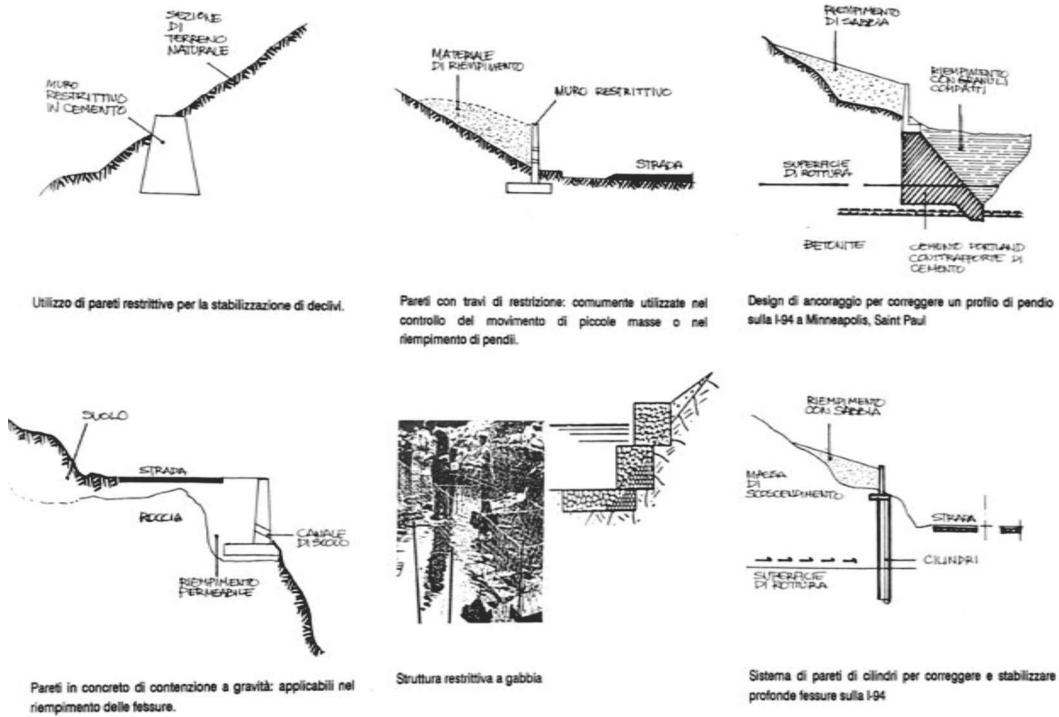 SEZIONE
DI
TERRENO
NATURALE
MURO
RESTRITTIVO
IN CEMENTO
Utilizzo di pareti restrittive per la stabilizzazione di declivi.
MATERIALE
DI RIEMPIMENTO
MURO RESTRITTIVO
STRADA
Pareti con travi di restrizione: comumente utilizzate nel
controllo del movimento di piccole masse o nel
riempimento di pendii.
RIEMPIMENTO
DI SABBIA
RIEMPIMENTO
CON GRANULI
COMPATTI
SUPERFICIE
DI ROTTURA
BETONITE
CEMENTO PORTLAND
CONTRAFFORTE DI
CEMENTO
Design di ancoraggio per correggere un profilo di pendio
sulla I-94 a Minneapolis, Saint Paul
SUOLO
STRADA
ROCCIA
CANALE
DI SCOLO
RIEMPIMENTO
PERMEABILE
Pareti in concreto di contenzione a gravità: applicabili nel
riempimento delle fessure.
Struttura restrittiva a gabbia
RIEMPIMENTO
CON SABBIA
MASSA
DI
SCOSCENDIMENTO
STRADA
CILINDRI
SUPERFICIE
DI ROTTURA
Sistema di pareti di cilindri per correggere e stabilizzare
profonde fessure sulla I-94